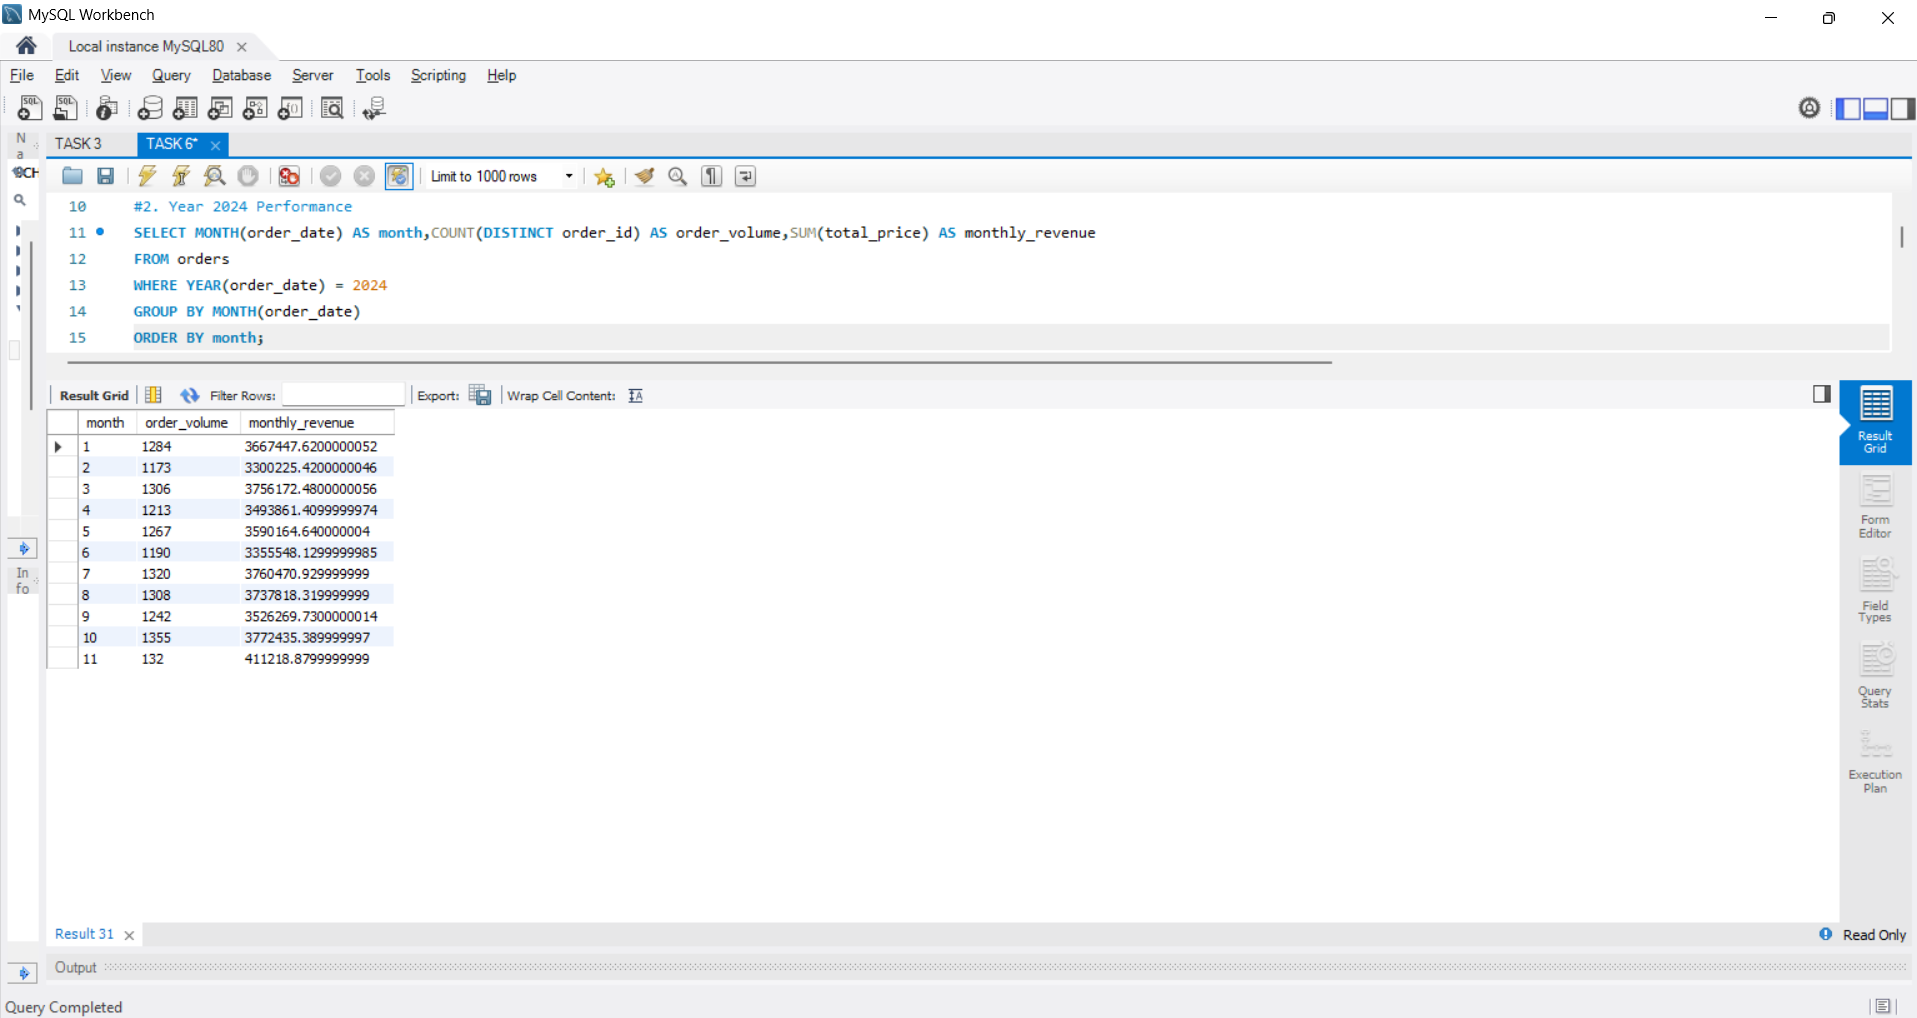 MySQL Workbench
Local instance MySQL80
File Edit View Query Database Server Tools Scripting Help
TASK 3
TASK 6*
Limit to 1000 rows
10 #2. Year 2024 Performance
11 SELECT MONTH(order_date) AS month,COUNT(DISTINCT order_id) AS order_volume,SUM(total_price) AS monthly_revenue
12 FROM orders
13 WHERE YEAR(order_date) = 2024
14 GROUP BY MONTH(order_date)
15 ORDER BY month;
Na
SCH
In
fo
Result Grid Filter Rows: Export: Wrap Cell Content:
month order_volume monthly_revenue
1 1284 3667447.6200000052
2 1173 3300225.4200000046
3 1306 3756172.4800000056
4 1213 3493861.4099999974
5 1267 3590164.640000004
6 1190 3355548.1299999985
7 1320 3760470.929999999
8 1308 3737818.319999999
9 1242 3526269.7300000014
10 1355 3772435.389999997
11 132 411218.8799999999
Result
Grid
Form
Editor
Field
Types
Query
Stats
Execution
Plan
Result 31
Read Only
Output
Query Completed